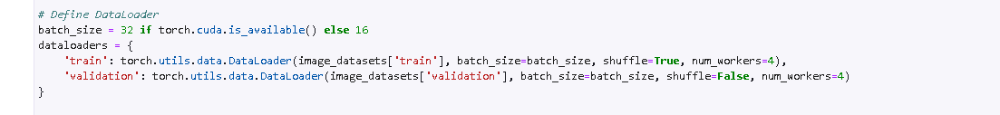 # Define DataLoader
batch_size = 32 if torch.cuda.is_available() else 16
dataloaders = {
    'train': torch.utils.data.DataLoader(image_datasets['train'], batch_size=batch_size, shuffle=True, num_workers=4),
    'validation': torch.utils.data.DataLoader(image_datasets['validation'], batch_size=batch_size, shuffle=False, num_workers=4)
}